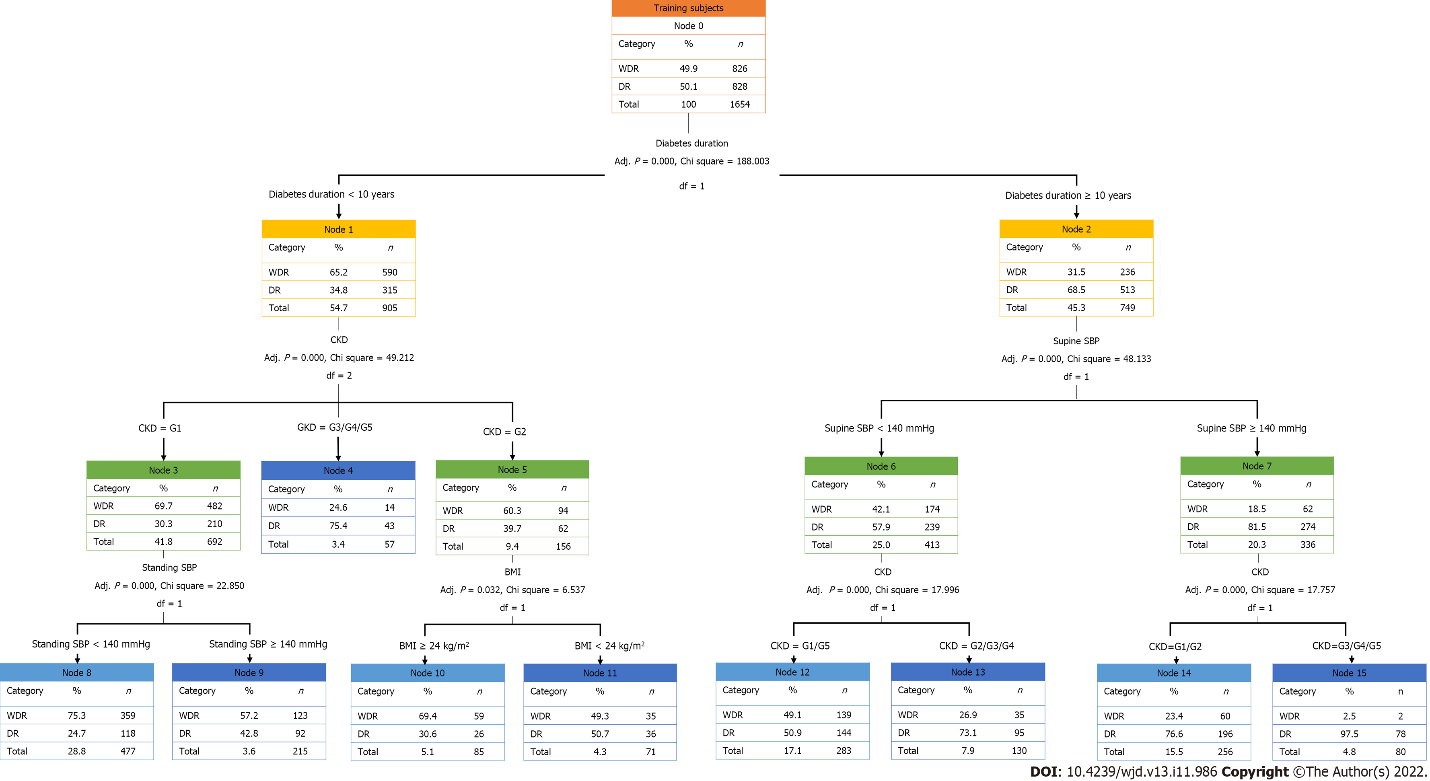 Training subjects
Node 0
Category % n
WDR 49.9 826
DR 50.1 828
Total 100 1654
Diabetes duration
Adj. P = 0.000, Chi square = 188.003
df = 1
Diabetes duration < 10 years
Node 1
Category % n
WDR 65.2 590
DR 34.8 315
Total 54.7 905
CKD
Adj. P = 0.000, Chi square = 49.212
df = 2
Diabetes duration ≥ 10 years
Node 2
Category % n
WDR 31.5 236
DR 68.5 513
Total 45.3 749
Supine SBP
Adj. P = 0.000, Chi square = 48.133
df = 1
CKD = G1
Node 3
Category % n
WDR 69.7 482
DR 30.3 210
Total 41.8 692
Standing SBP
Adj. P = 0.000, Chi square = 22.850
df = 1
GKD = G3/G4/G5
Node 4
Category % n
WDR 24.6 14
DR 75.4 43
Total 3.4 57
CKD = G2
Node 5
Category % n
WDR 60.3 94
DR 39.7 62
Total 9.4 156
BMI
Adj. P = 0.032, Chi square = 6.537
df = 1
Supine SBP < 140 mmHg
Node 6
Category % n
WDR 42.1 174
DR 57.9 239
Total 25.0 413
CKD
Adj. P = 0.000, Chi square = 17.996
df = 1
Supine SBP ≥ 140 mmHg
Node 7
Category % n
WDR 18.5 62
DR 81.5 274
Total 20.3 336
CKD
Adj. P = 0.000, Chi square = 17.757
df = 1
Standing SBP < 140 mmHg
Node 8
Category % n
WDR 75.3 359
DR 24.7 118
Total 28.8 477
Standing SBP ≥ 140 mmHg
Node 9
Category % n
WDR 57.2 123
DR 42.8 92
Total 3.6 215
BMI ≥ 24 kg/m²
Node 10
Category % n
WDR 69.4 59
DR 30.6 26
Total 5.1 85
BMI < 24 kg/m²
Node 11
Category % n
WDR 49.3 35
DR 50.7 36
Total 4.3 71
CKD = G1/G5
Node 12
Category % n
WDR 49.1 139
DR 50.9 144
Total 17.1 283
CKD = G2/G3/G4
Node 13
Category % n
WDR 26.9 35
DR 73.1 95
Total 7.9 130
CKD=G1/G2
Node 14
Category % n
WDR 23.4 60
DR 76.6 196
Total 15.5 256
CKD=G3/G4/G5
Node 15
Category % n
WDR 2.5 2
DR 97.5 78
Total 4.8 80
DOI: 10.4239/wjd.v13.i11.986 Copyright ©The Author(s) 2022.